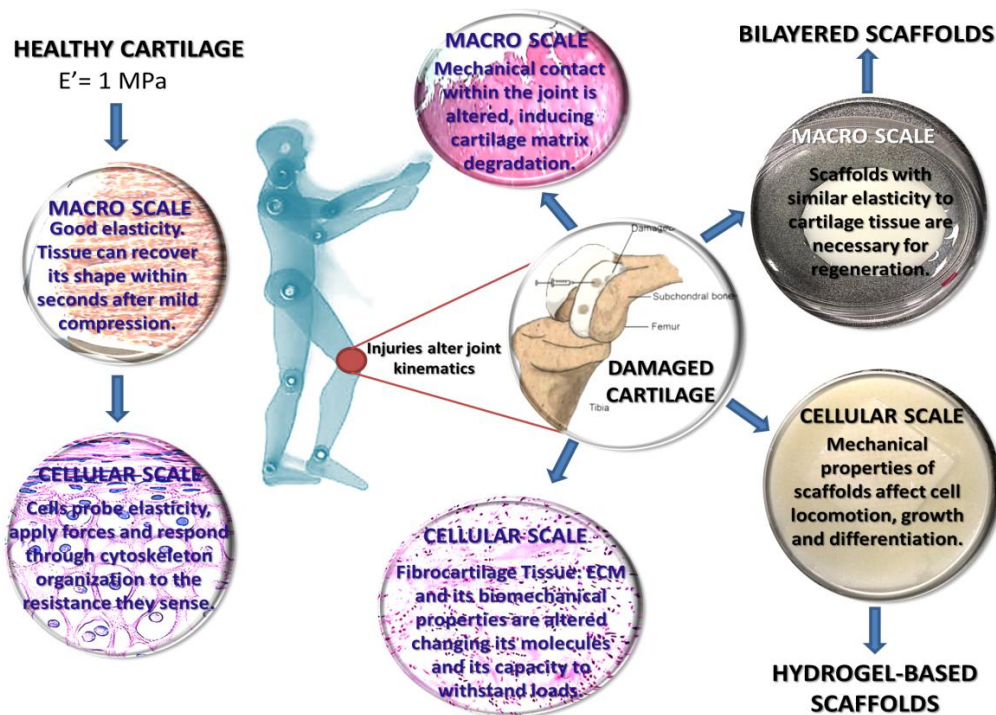 HEALTHY CARTILAGE
E’= 1 MPa
MACRO SCALE
Good elasticity.
Tissue can recover
its shape within
seconds after mild
compression.
CELLULAR SCALE
Cells probe elasticity,
apply forces and respond
through cytoskeleton
organization to the
resistance they sense.
MACRO SCALE
Mechanical contact
within the joint is
altered, inducing
cartilage matrix
degradation.
Injuries alter joint
kinematics
Subchondral bone
Femur
DAMAGED
CARTILAGE
Tibia
CELLULAR SCALE
Fibrocartilage Tissue: ECM
and its biomechanical
properties are altered
changing its molecules
and its capacity to
withstand loads.
BILAYERED SCAFFOLDS
MACRO SCALE
Scaffolds with
similar elasticity to
cartilage tissue are
necessary for
regeneration.
CELLULAR SCALE
Mechanical
properties of
scaffolds affect cell
locomotion, growth
and differentiation.
HYDROGEL-BASED
SCAFFOLDS